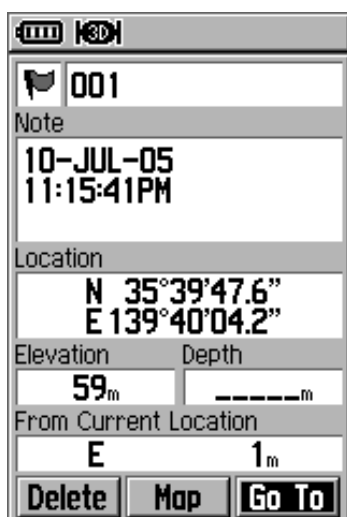 3D
001
Note
10-JUL-05
11:15:41PM
Location
N 35°39'47.6"
E 139°40'04.2"
Elevation Depth
59m _____m
From Current Location
E 1m
Delete Map Go To